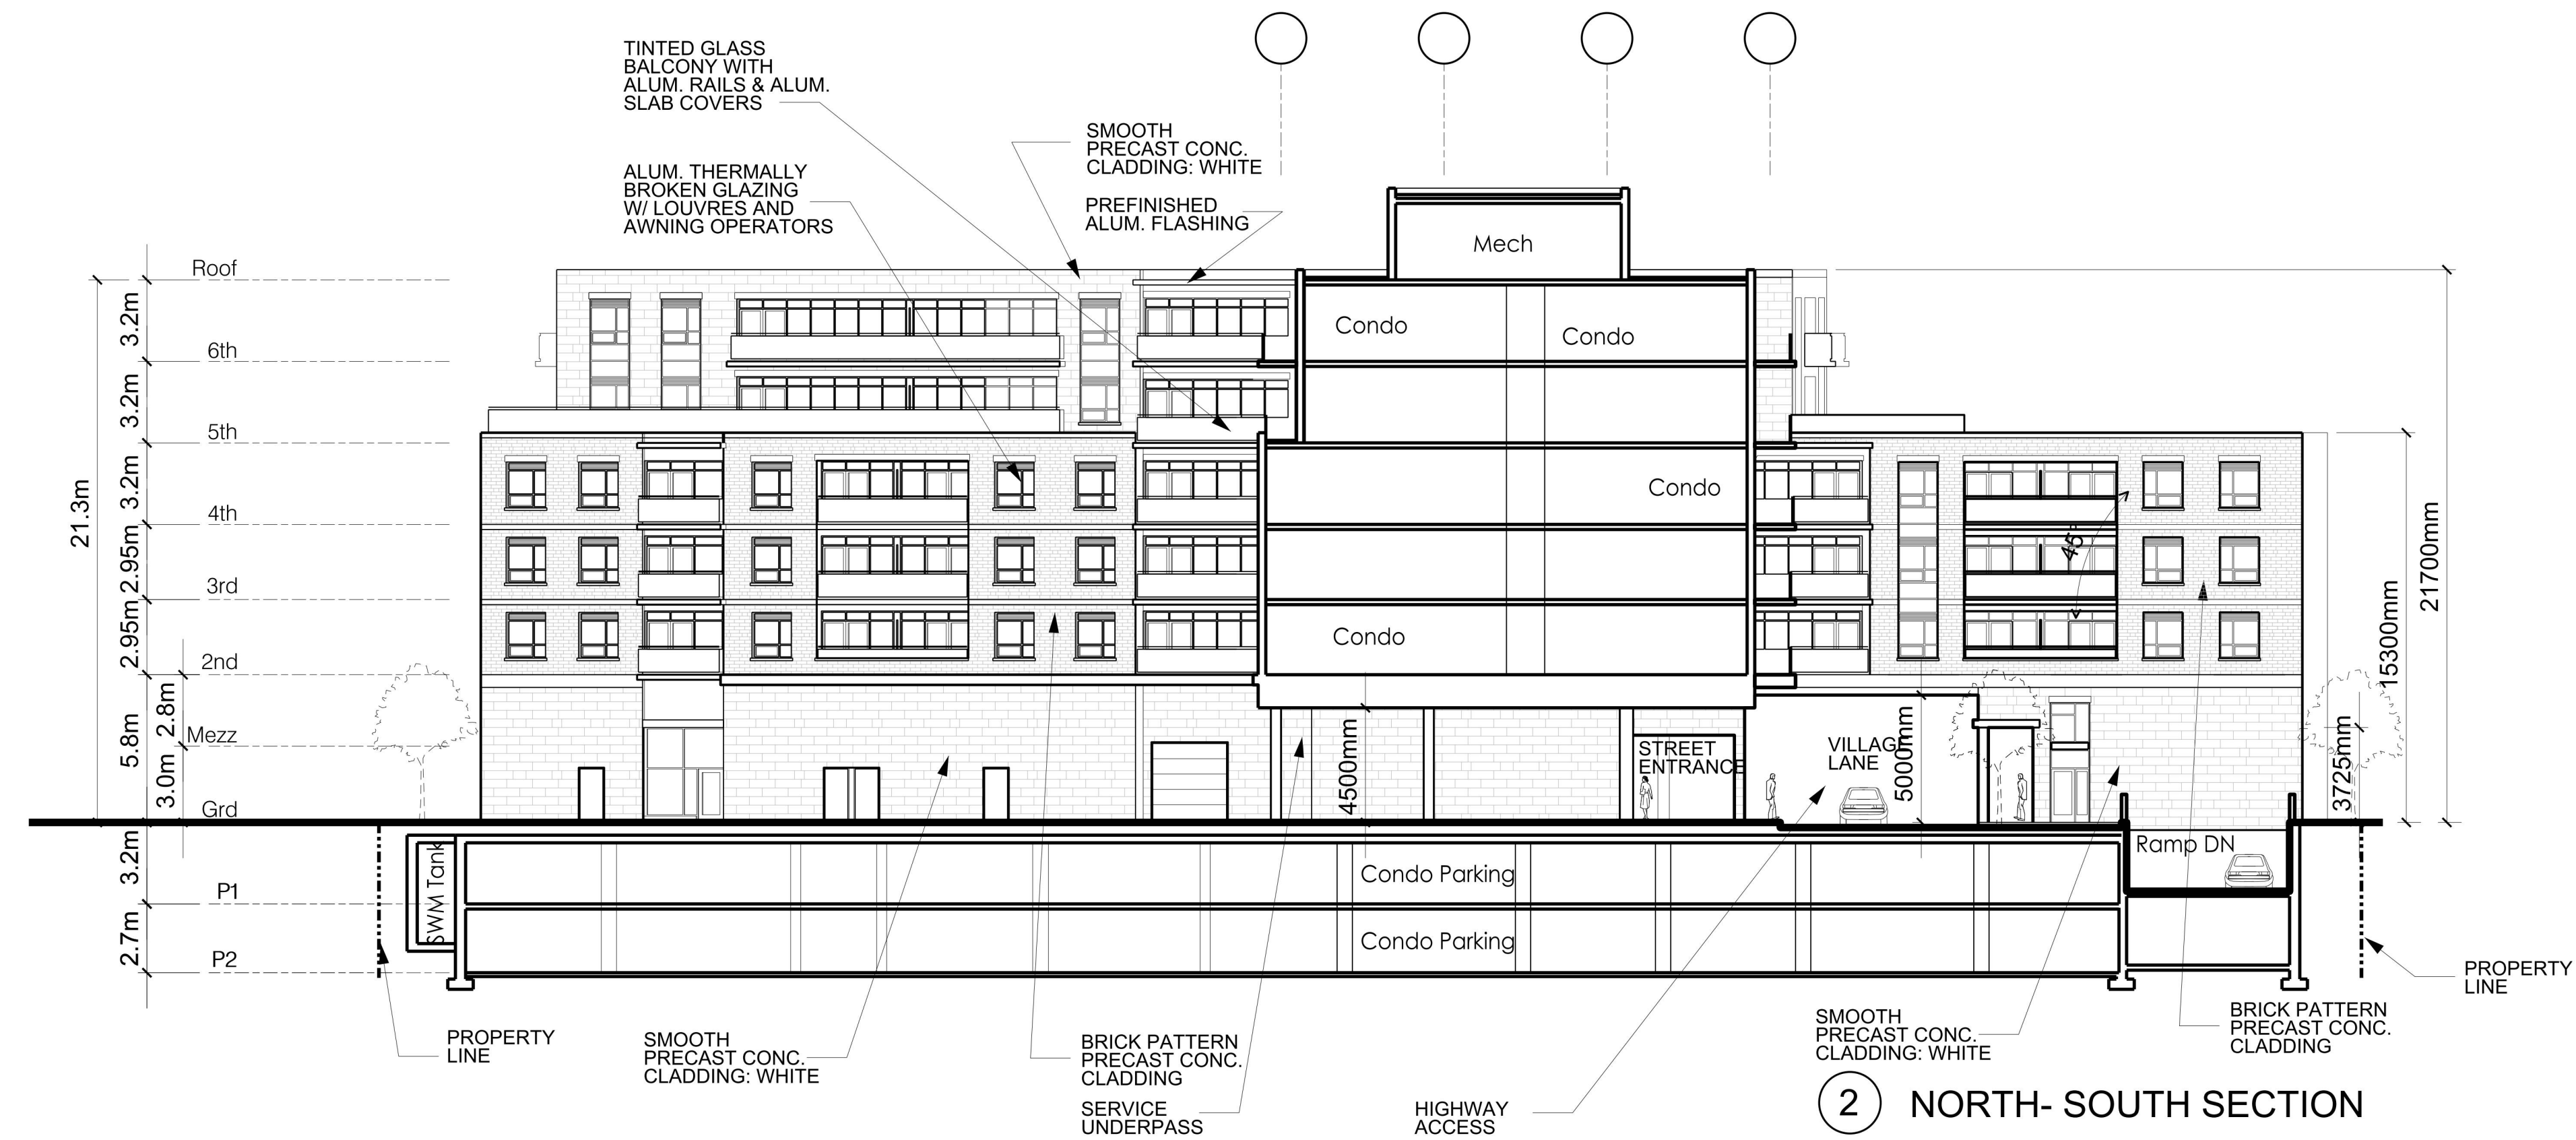 TINTED GLASS
BALCONY WITH
ALUM. RAILS & ALUM.
SLAB COVERS
ALUM. THERMALLY
BROKEN GLAZING
W/ LOUVRES AND
AWNING OPERATORS
SMOOTH
PRECAST CONC.
CLADDING: WHITE
PREFINISHED
ALUM. FLASHING
Roof
6th
5th
4th
3rd
2nd
Mezz
Grd
P1
P2
21.3m
3.2m
3.2m
3.2m
2.95m
2.95m
5.8m
2.8m
3.0m
3.2m
2.7m
Mech
Condo
Condo
Condo
Condo
4500mm
STREET
ENTRANCE
VILLAGE
LANE
5000mm
45°
21700mm
15300mm
3725mm
Ramp DN
SWM Tank
Condo Parking
Condo Parking
PROPERTY
LINE
SMOOTH
PRECAST CONC.
CLADDING: WHITE
BRICK PATTERN
PRECAST CONC.
CLADDING
SERVICE
UNDERPASS
HIGHWAY
ACCESS
SMOOTH
PRECAST CONC.
CLADDING: WHITE
BRICK PATTERN
PRECAST CONC.
CLADDING
PROPERTY
LINE
2 NORTH- SOUTH SECTION